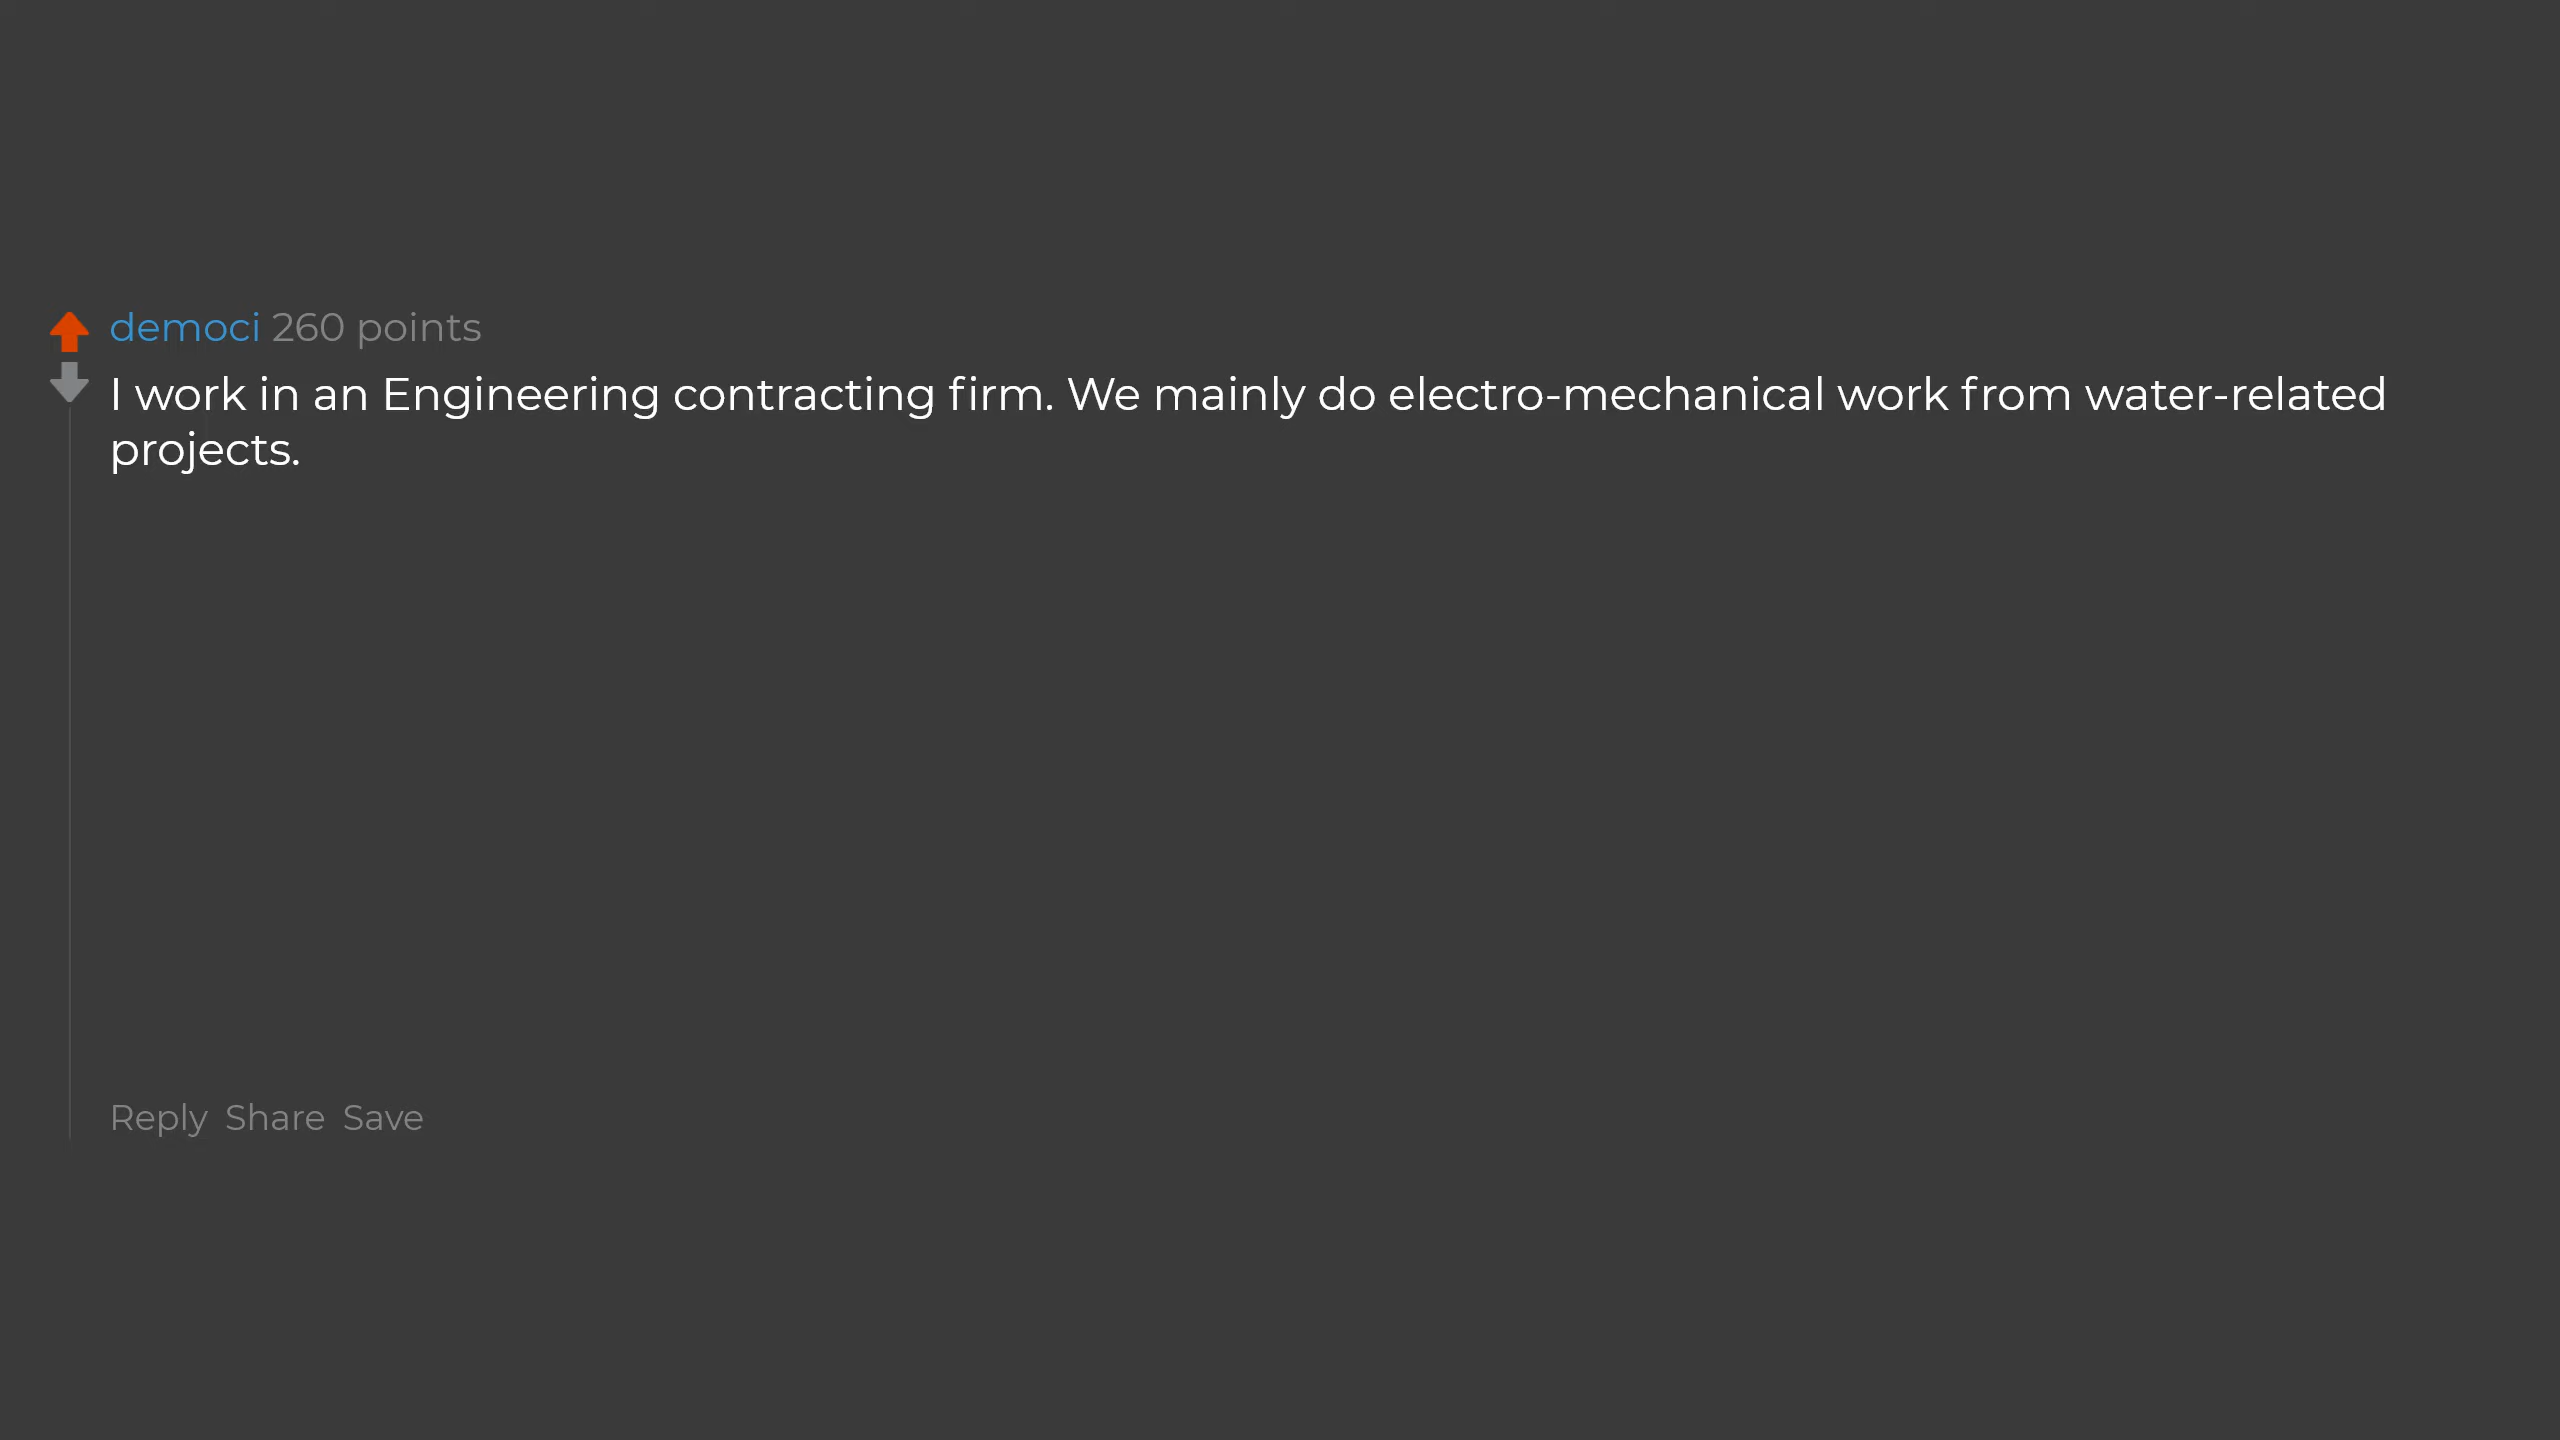 democi 260 points
I work in an Engineering contracting firm. We mainly do electro-mechanical work from water-related
projects.
Reply Share Save